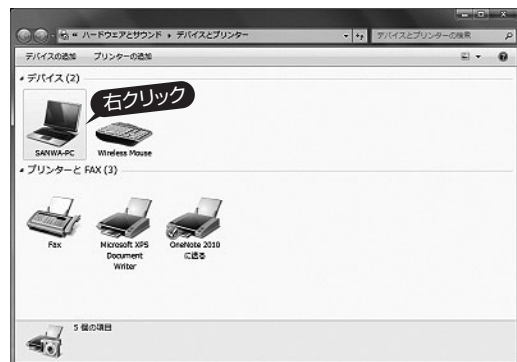 « ハードウェアとサウンド ▸ デバイスとプリンター
デバイスとプリンターの検索
デバイスの追加 プリンターの追加
デバイス (2)
右クリック
SANWA-PC
Wireless Mouse
プリンターと FAX (3)
Fax
Microsoft XPS
Document
Writer
OneNote 2010
に送る
5 個の項目